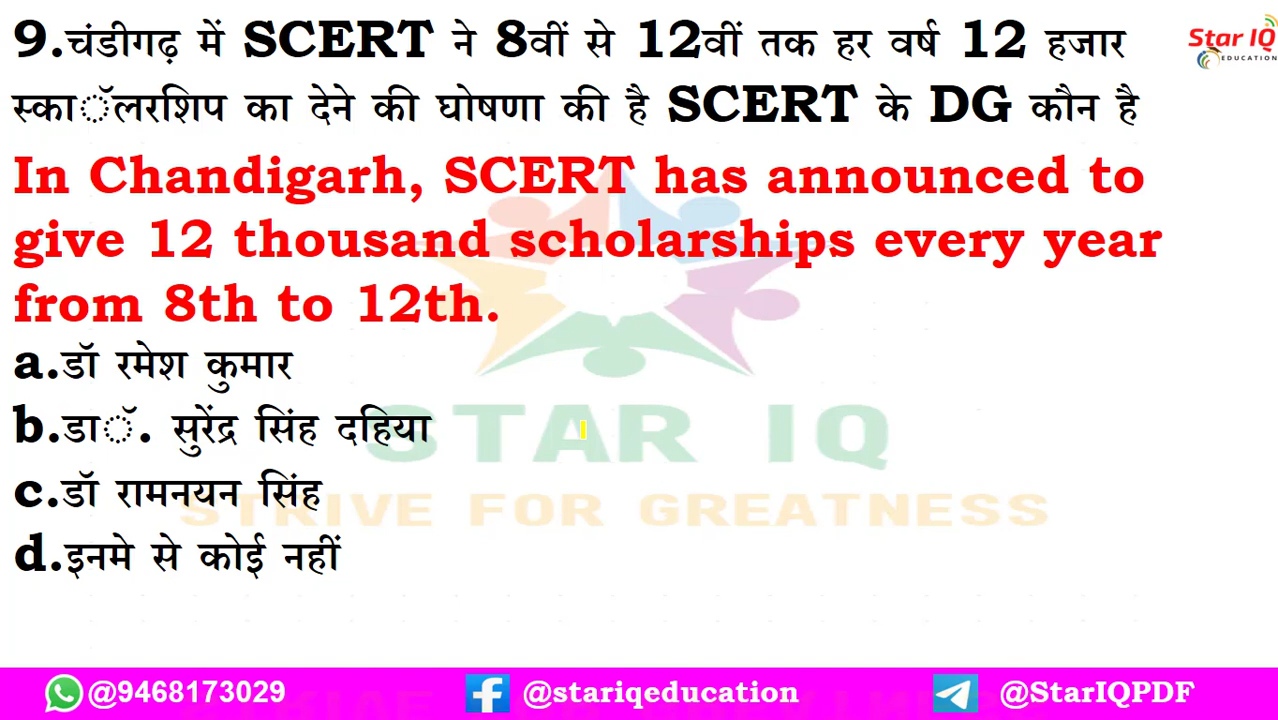 9.चंडीगढ़ में SCERT ने 8वीं से 12वीं तक हर वर्ष 12 हजार
स्काॅलरशिप का देने की घोषणा की है SCERT के DG कौन है
In Chandigarh, SCERT has announced to
give 12 thousand scholarships every year
from 8th to 12th.
a.डॉ रमेश कुमार
b.डाॅ. सुरेंद्र सिंह दहिया
c.डॉ रामनयन सिंह
d.इनमे से कोई नहीं
Star IQ
EDUCATION
STAR IQ
STRIVE FOR GREATNESS
@9468173029
@stariqeducation
@StarIQPDF